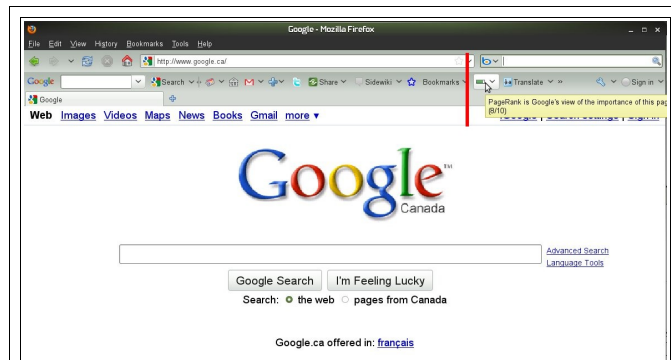 Google - Mozilla Firefox
File Edit View History Bookmarks Tools Help
http://www.google.ca/
Google Search Share Sidewiki Bookmarks Translate » Sign in
Google
PageRank is Google's view of the importance of this pag
(8/10)
Web Images Videos Maps News Books Gmail more ▼
Google™
Canada
Advanced Search
Language Tools
Google Search I'm Feeling Lucky
Search: the web pages from Canada
Google.ca offered in: français